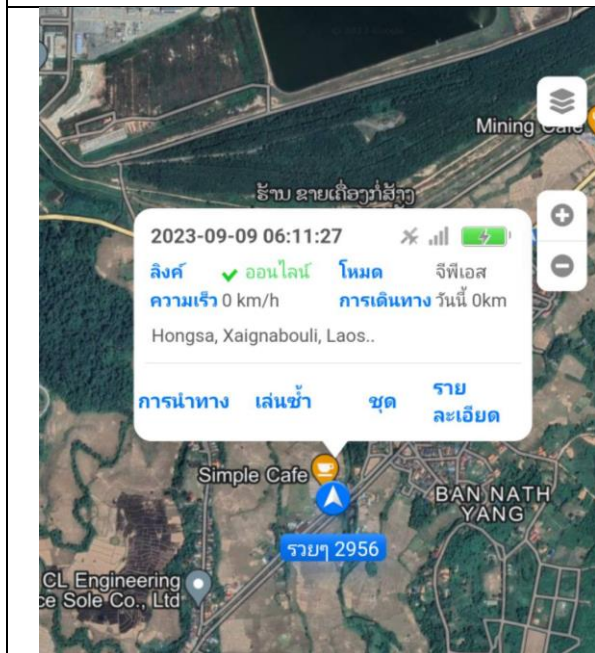 Mining Cafe
ຮ້ານ ຂາຍເຄື່ອງກໍ່ສ້າງ
2023-09-09 06:11:27
ลิงค์ ออนไลน์ โหมด จีพีเอส
ความเร็ว 0 km/h การเดินทาง วันนี้ 0km
Hongsa, Xaignabouli, Laos..
การนำทาง เล่นซ้ำ ชุด ราย
ละเอียด
Simple Cafe
BAN NATH
YANG
รวยๆ 2956
CL Engineering
ce Sole Co., Ltd